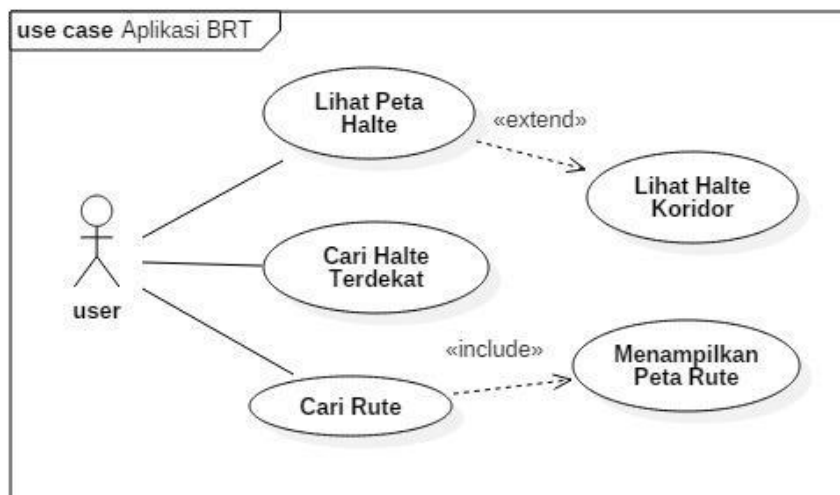 use case Aplikasi BRT
Lihat Peta
Halte
«extend»
Lihat Halte
Koridor
Cari Halte
Terdekat
user
«include»
Menampilkan
Peta Rute
Cari Rute